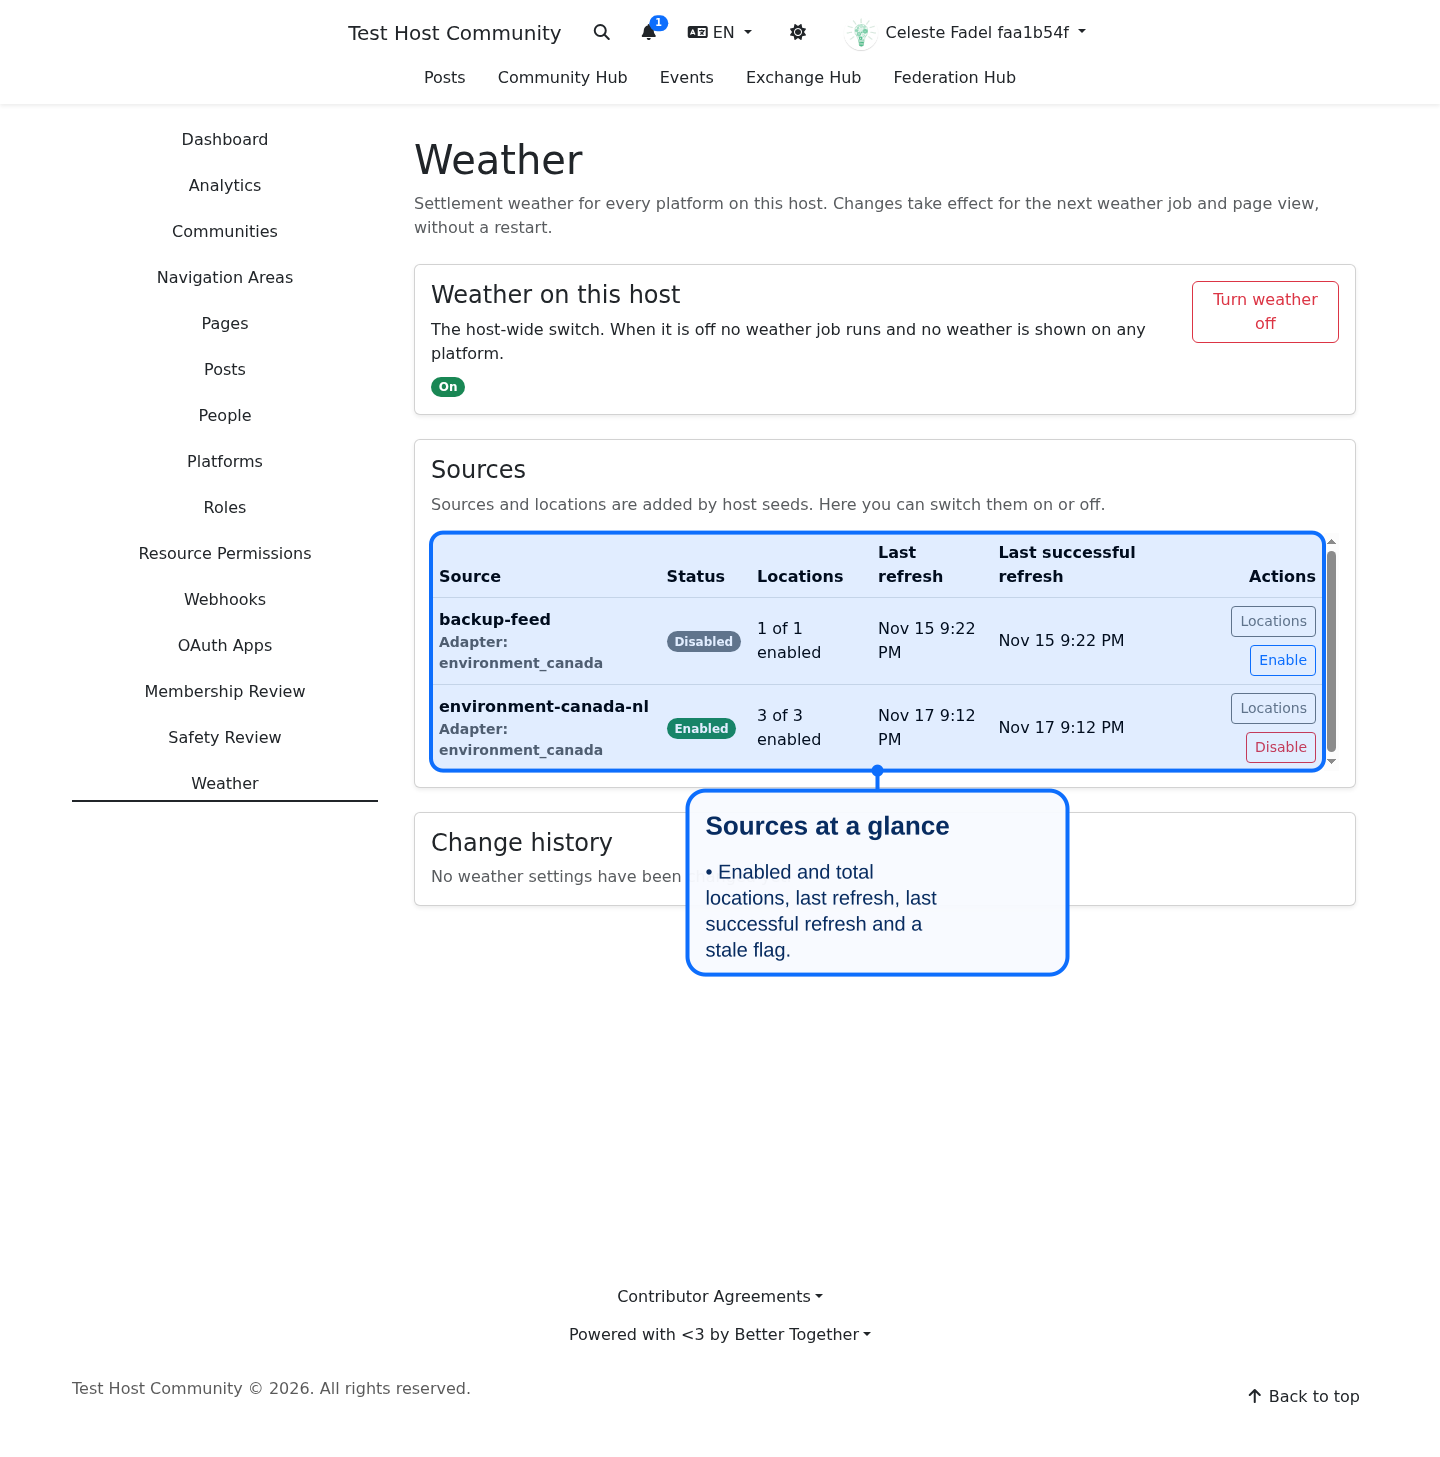 Test Host Community
1
EN
Celeste Fadel faa1b54f
Posts
Community Hub
Events
Exchange Hub
Federation Hub
Dashboard
Analytics
Communities
Navigation Areas
Pages
Posts
People
Platforms
Roles
Resource Permissions
Webhooks
OAuth Apps
Membership Review
Safety Review
Weather
Weather
Settlement weather for every platform on this host. Changes take effect for the next weather job and page view,
without a restart.
Weather on this host
The host-wide switch. When it is off no weather job runs and no weather is shown on any
platform.
On
Turn weather
off
Sources
Sources and locations are added by host seeds. Here you can switch them on or off.
Source
Status
Locations
Last
refresh
Last successful
refresh
Actions
backup-feed
Adapter:
environment_canada
Disabled
1 of 1
enabled
Nov 15 9:22
PM
Nov 15 9:22 PM
Locations
Enable
environment-canada-nl
Adapter:
environment_canada
Enabled
3 of 3
enabled
Nov 17 9:12
PM
Nov 17 9:12 PM
Locations
Disable
Sources at a glance
• Enabled and total
locations, last refresh, last
successful refresh and a
stale flag.
Change history
No weather settings have been
Contributor Agreements
Powered with <3 by Better Together
Test Host Community © 2026. All rights reserved.
Back to top